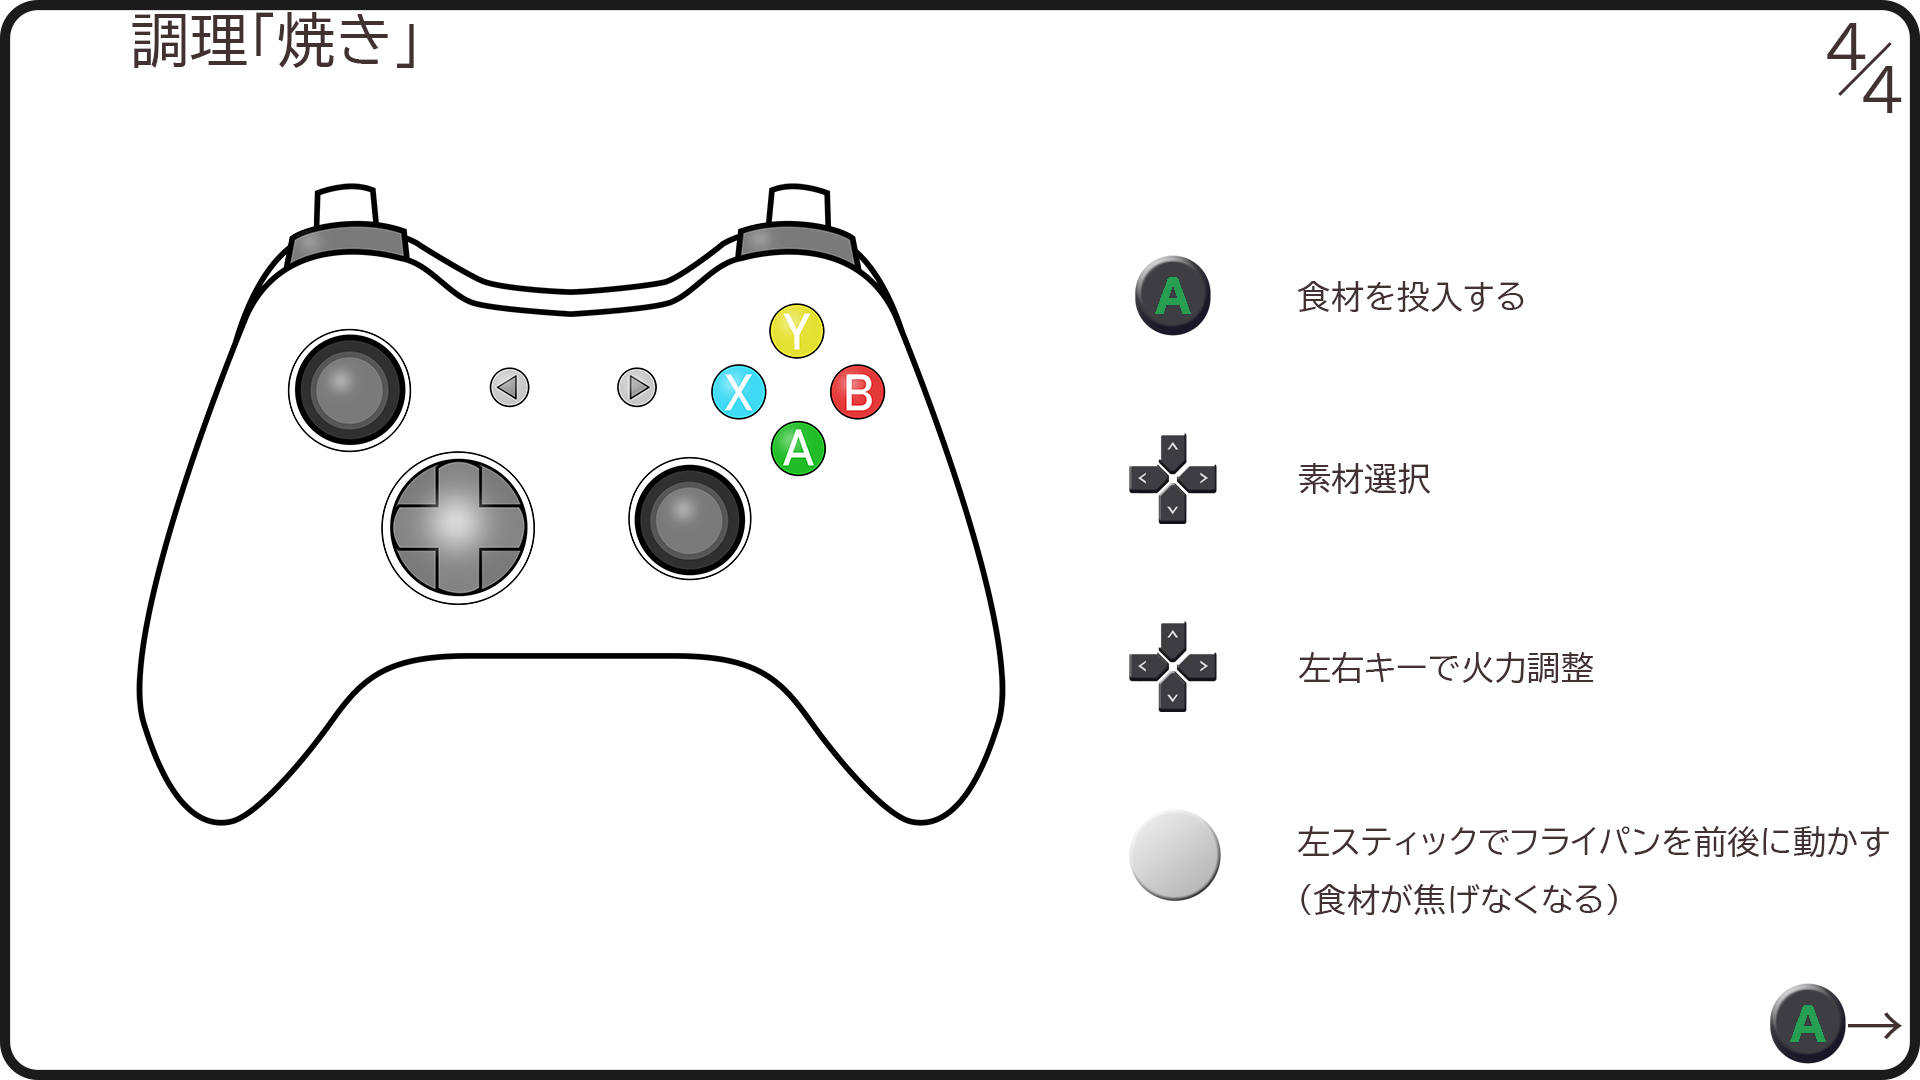 調理「焼き」
4/4
Y
X
B
A
A
食材を投入する
素材選択
左右キーで火力調整
左スティックでフライパンを前後に動かす
（食材が焦げなくなる）
A→